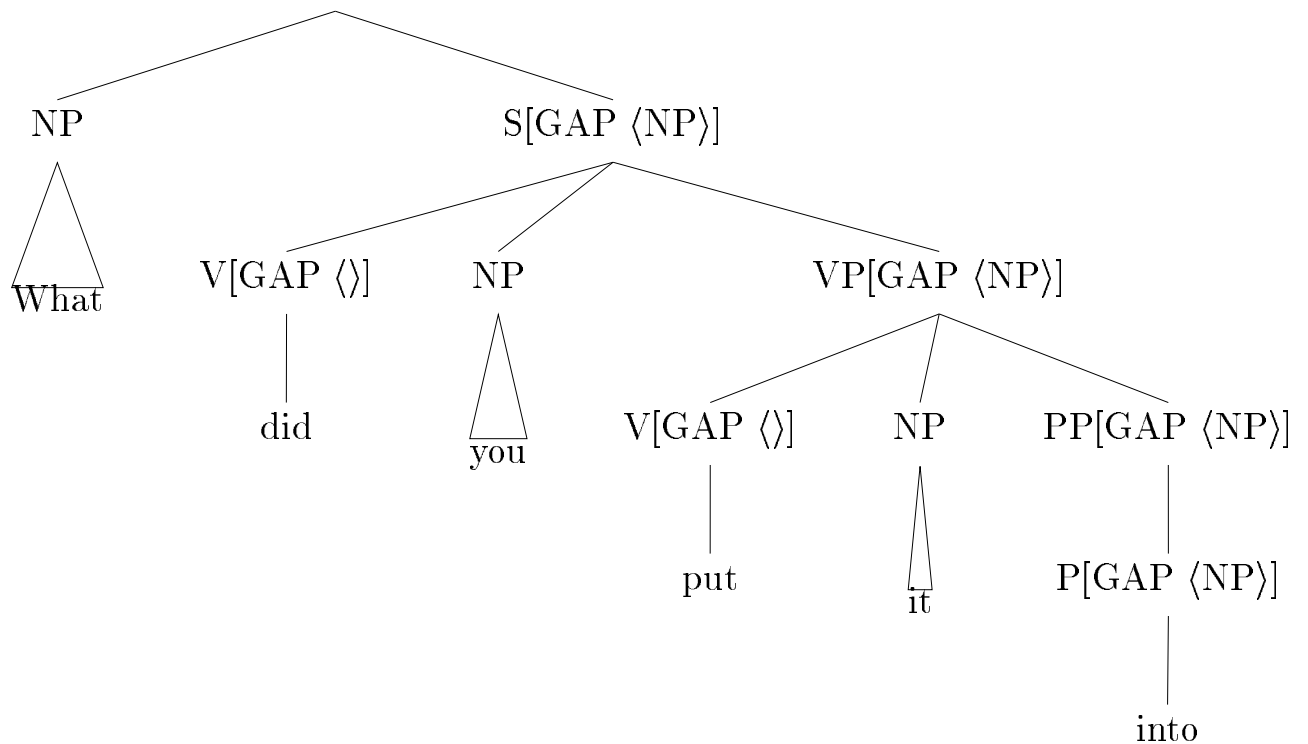 NP S[GAP ⟨NP⟩]
What V[GAP ⟨⟩] NP VP[GAP ⟨NP⟩]
did you V[GAP ⟨⟩] NP PP[GAP ⟨NP⟩]
put it P[GAP ⟨NP⟩]
into